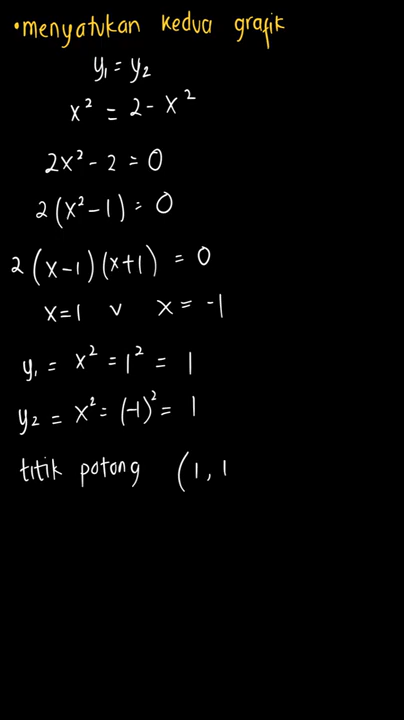 •menyatukan kedua grafik
y₁ = y₂
x² = 2 - x²
2x² - 2 = 0
2(x² - 1) = 0
2(x-1)(x+1) = 0
x=1 v x = -1
y₁ = x² = 1² = 1
y₂ = x² = (-1)² = 1
titik potong (1, 1